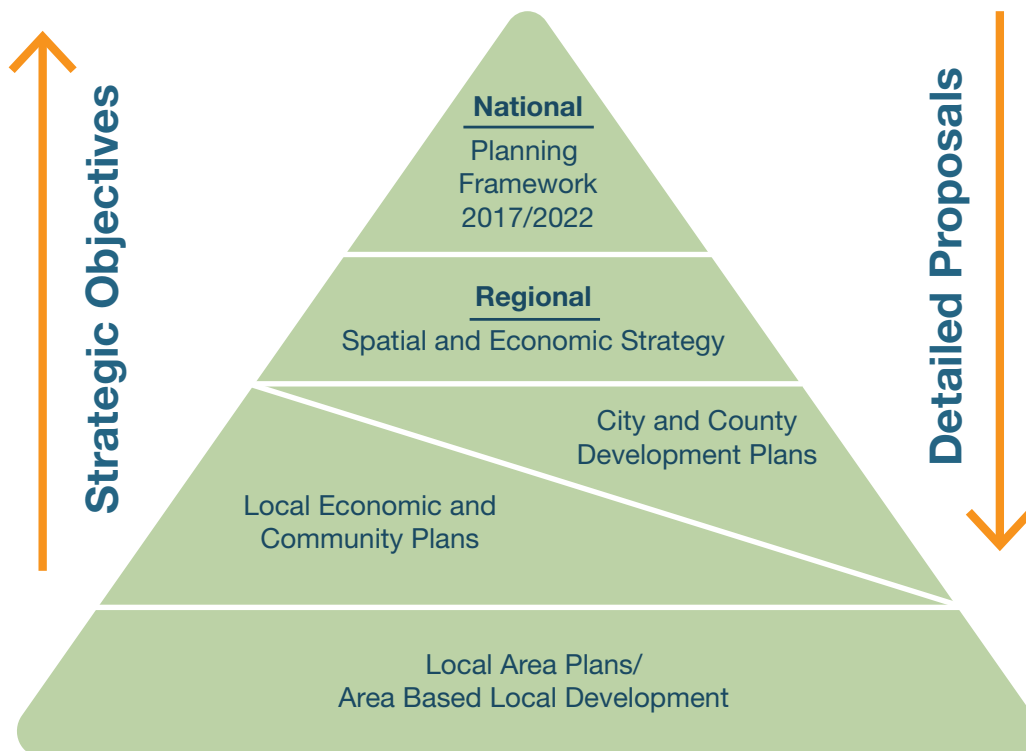 Strategic Objectives
National
Planning
Framework
2017/2022
Regional
Spatial and Economic Strategy
City and County
Development Plans
Local Economic and
Community Plans
Local Area Plans/
Area Based Local Development
Detailed Proposals